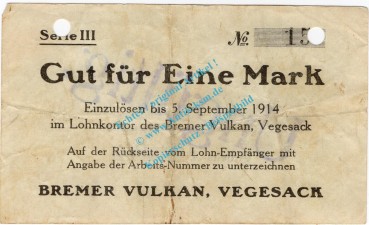 Serie III № 15
Gut für Eine Mark
Einzulösen bis 5. September 1914
im Lohnkontor des Bremer Vulkan, Vegesack
Auf der Rückseite vom Lohn-Empfänger mit
Angabe der Arbeits-Nummer zu unterzeichnen
BREMER VULKAN, VEGESACK